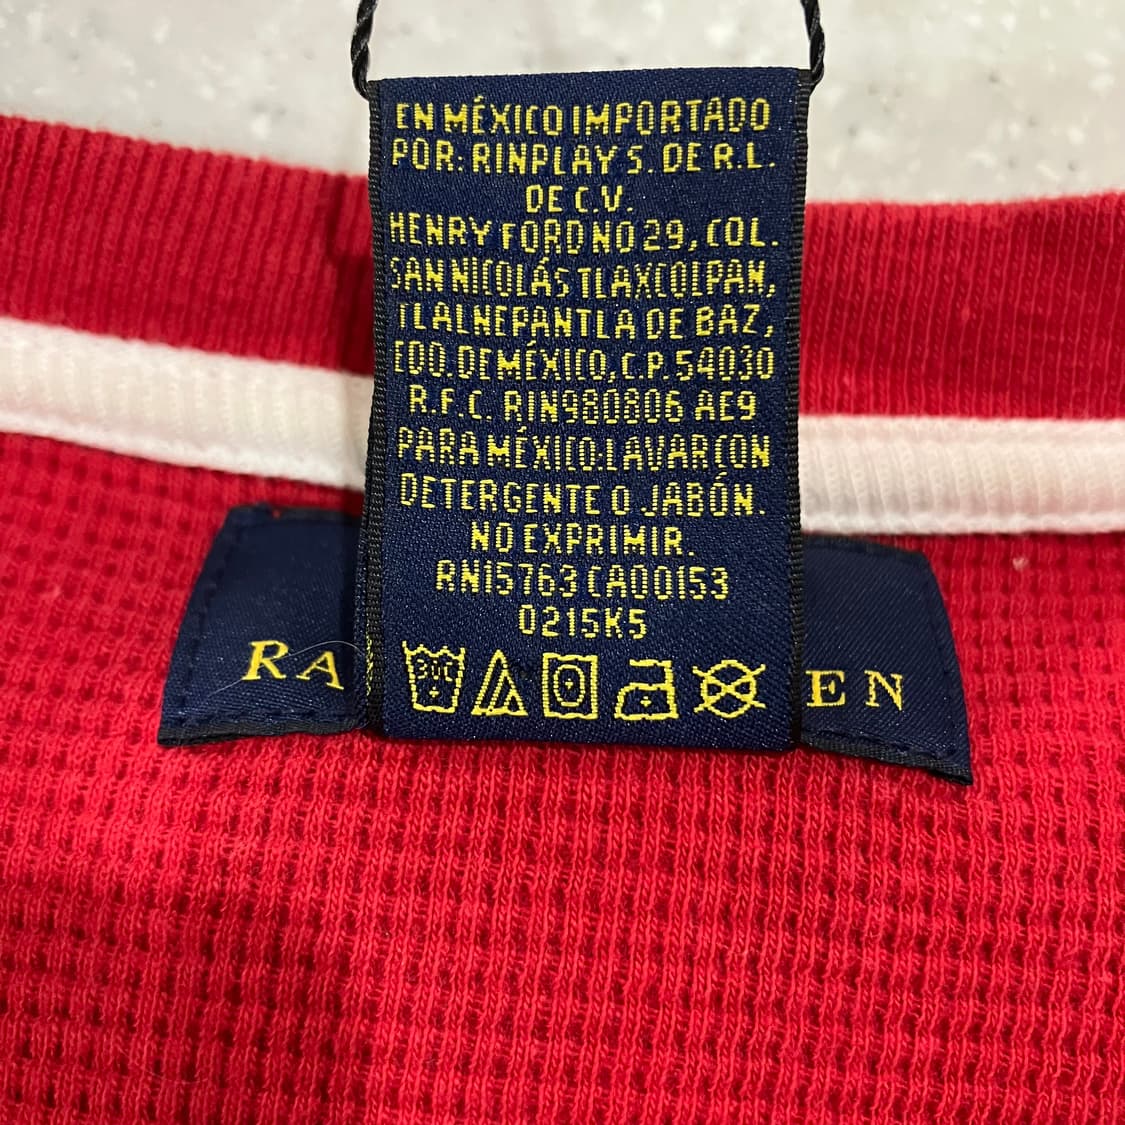 EN MÉXICO IMPORTADO
POR: RINPLAY S. DE R.L.
DE C.V.
HENRY FORD NO 29, COL.
SAN NICOLÁS TLAXCOLPAN,
TLALNEPANTLA DE BAZ,
EDO. DE MÉXICO, C.P. 54030
R.F.C. RIN980806 AE9
PARA MÉXICO: LAVAR CON
DETERGENTE O JABÓN.
NO EXPRIMIR.
RN15763 CA00153
0215K5
30C
RA EN